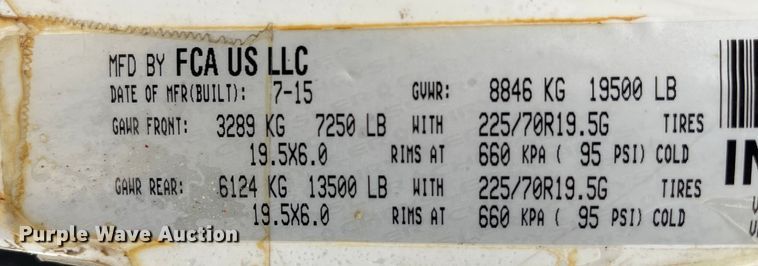 MFD BY FCA US LLC
DATE OF MFR(BUILT): 7-15 GVWR: 8846 KG 19500 LB
GAWR FRONT: 3289 KG 7250 LB WITH 225/70R19.5G TIRES
19.5X6.0 RIMS AT 660 KPA ( 95 PSI) COLD
GAWR REAR: 6124 KG 13500 LB WITH 225/70R19.5G TIRES
19.5X6.0 RIMS AT 660 KPA ( 95 PSI) COLD
Purple Wave Auction